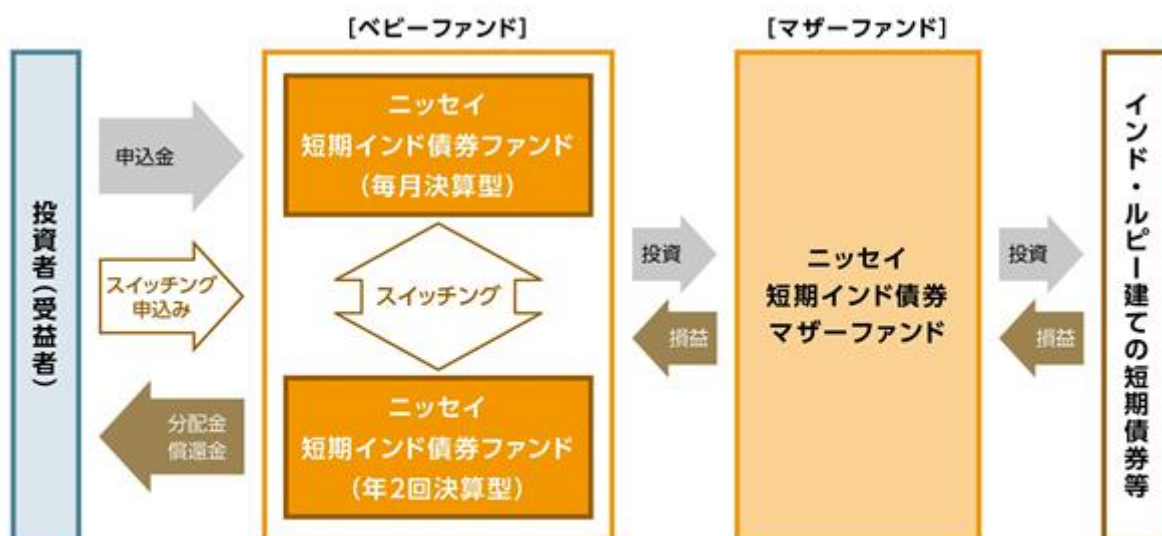 [ベビーファンド]
[マザーファンド]
投資者(受益者)
申込金
スイッチング
申込み
分配金
償還金
ニッセイ
短期インド債券ファンド
(毎月決算型)
スイッチング
ニッセイ
短期インド債券ファンド
(年2回決算型)
投資
損益
ニッセイ
短期インド債券
マザーファンド
投資
損益
インド・ルピー建ての短期債券等